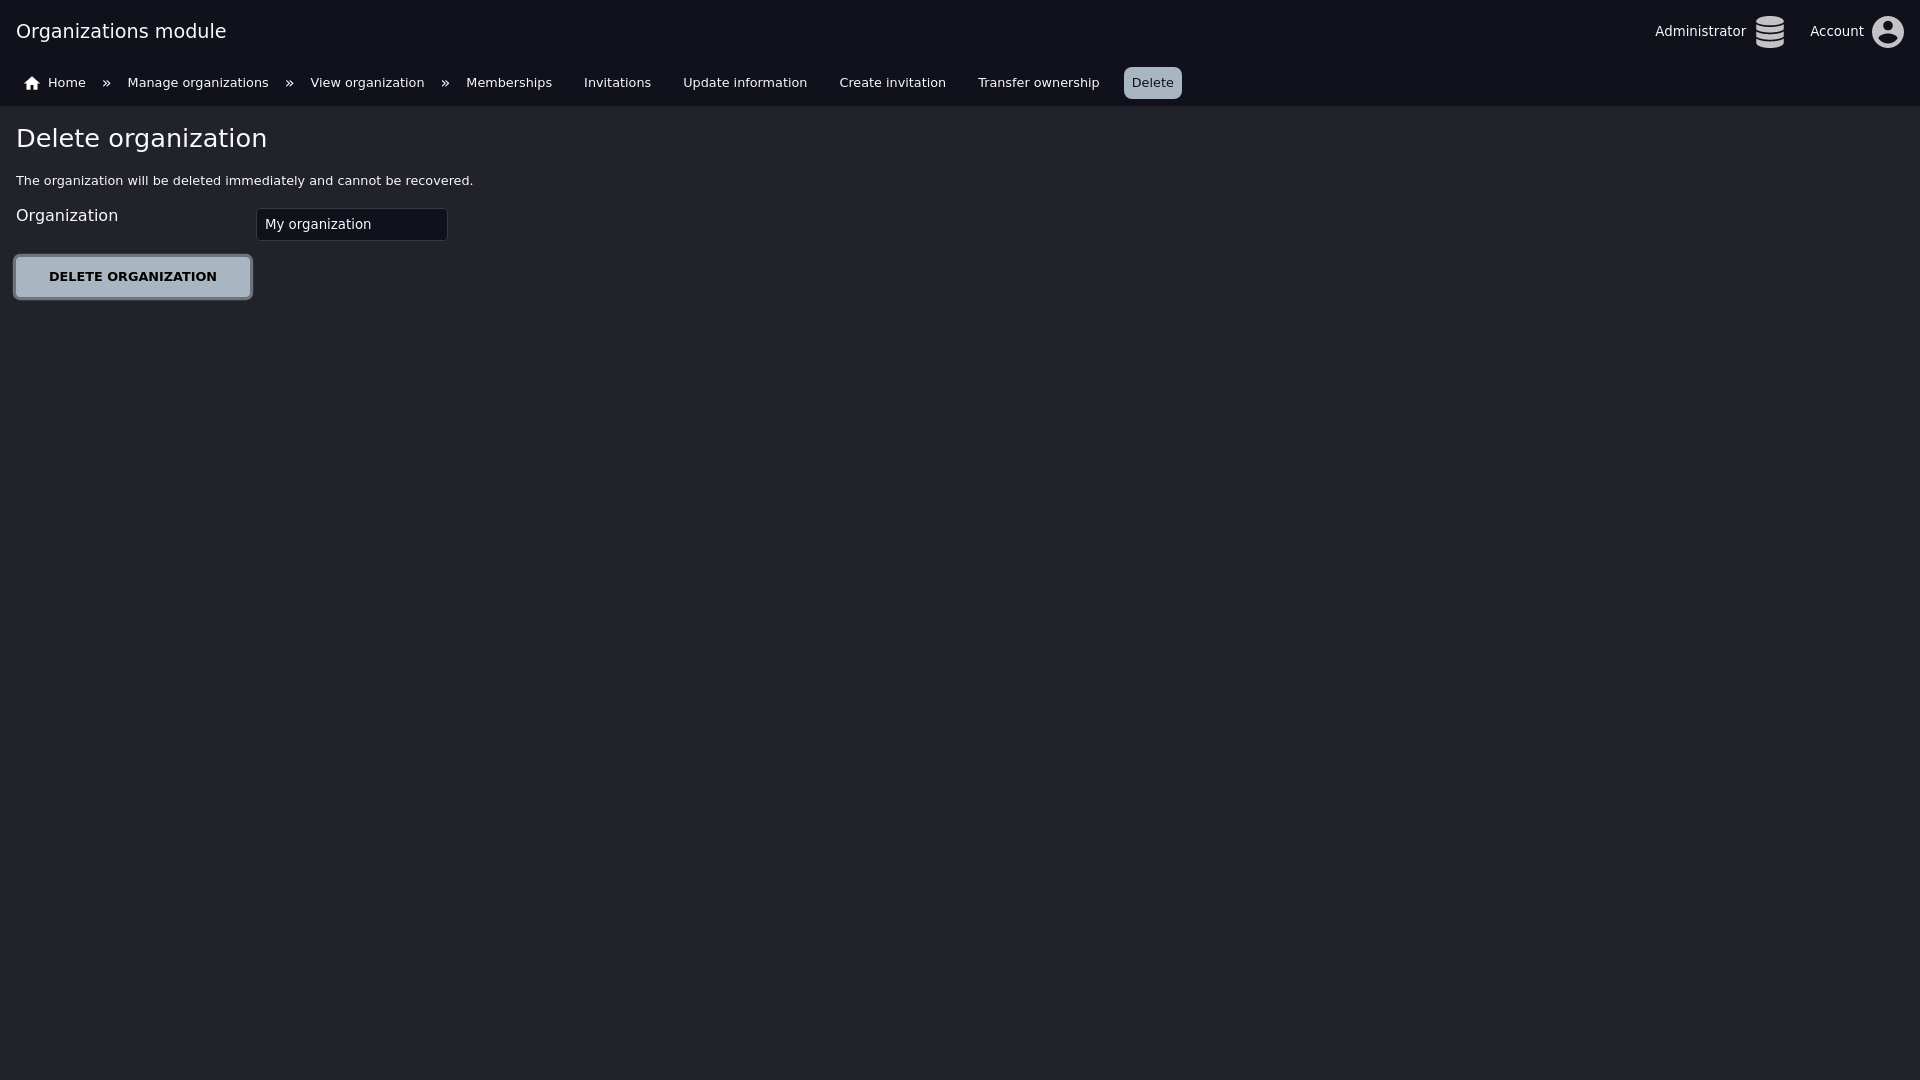 Organizations module
Administrator
Account
Home » Manage organizations » View organization » Memberships Invitations Update information Create invitation Transfer ownership Delete
Delete organization
The organization will be deleted immediately and cannot be recovered.
Organization My organization
DELETE ORGANIZATION